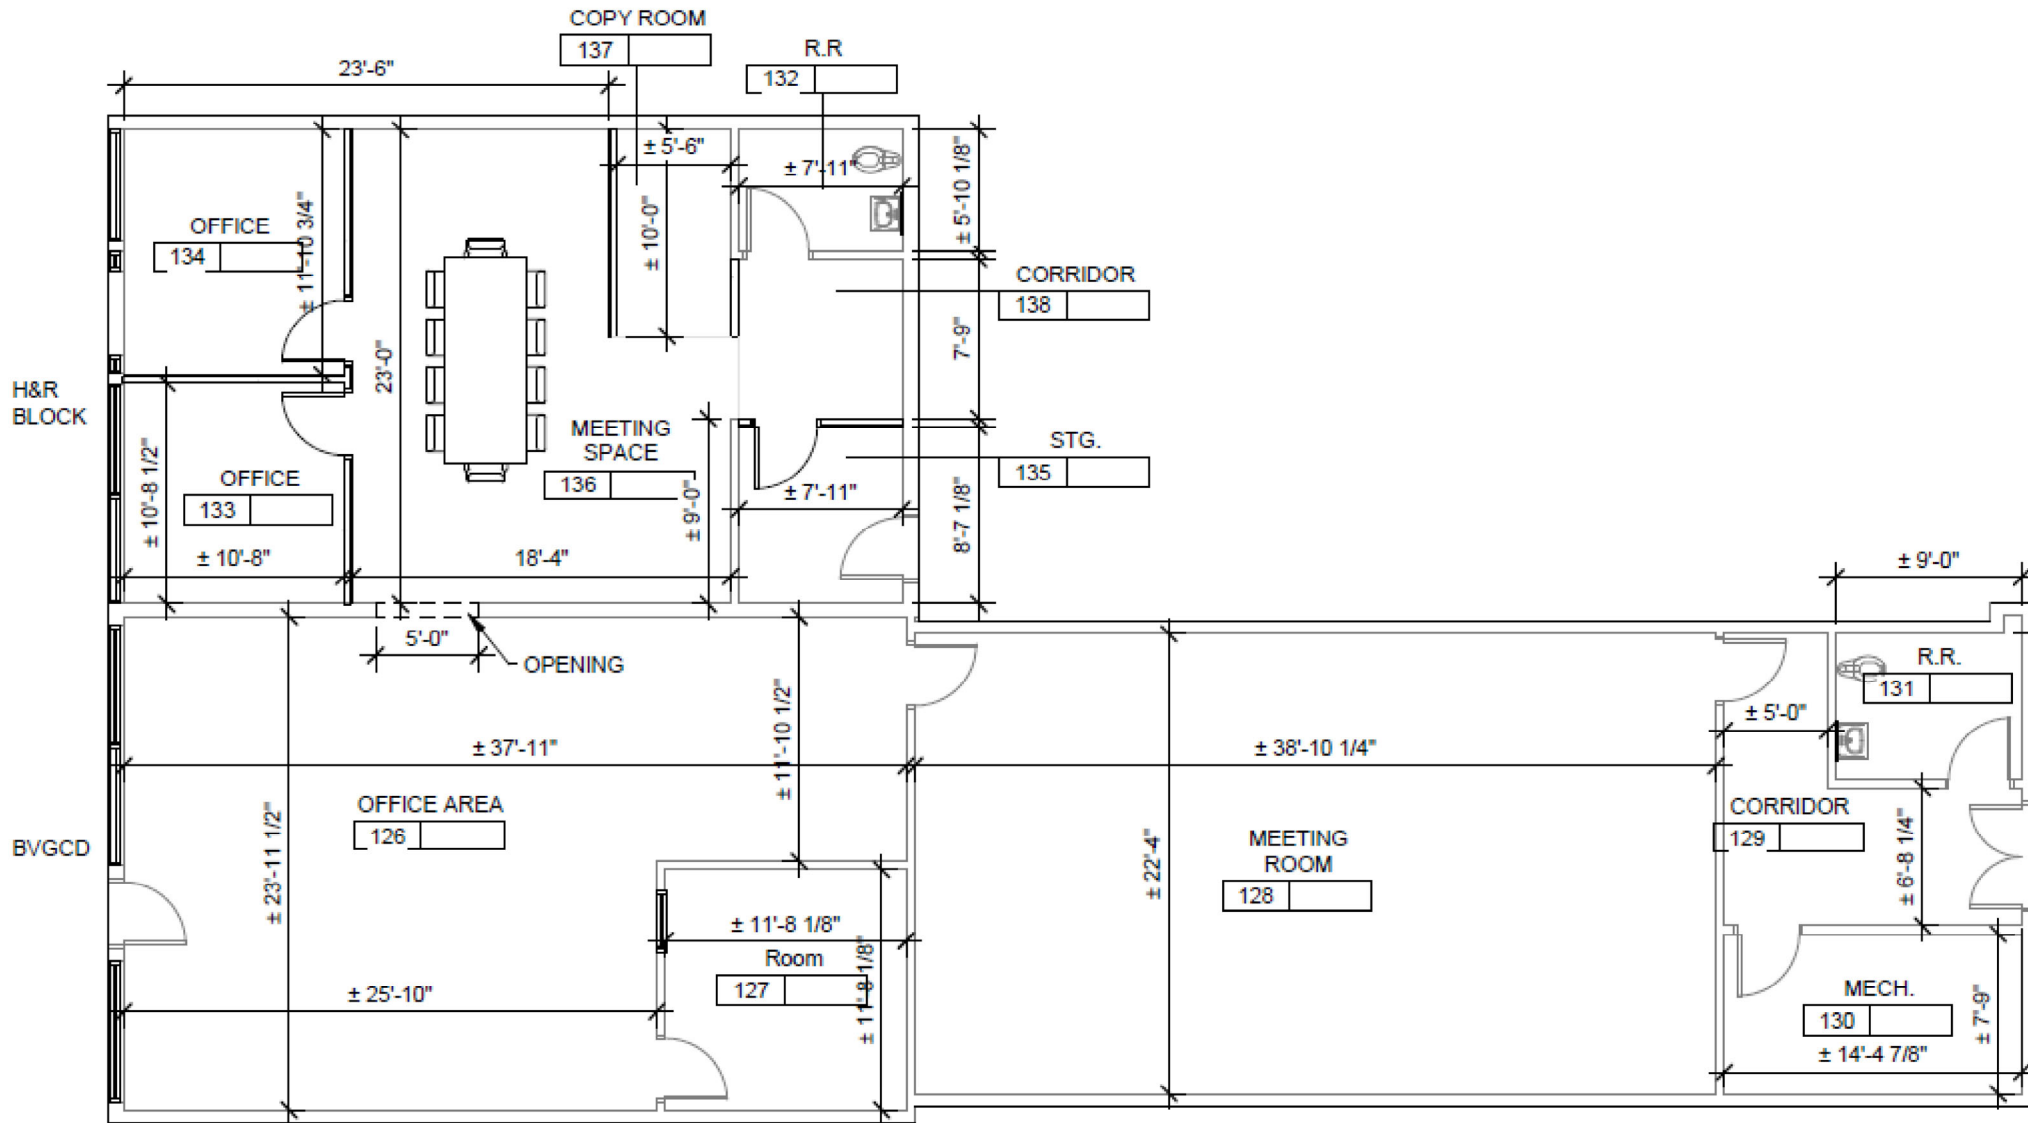 COPY ROOM
137
R.R
132
23'-6"
± 5'-6"
± 7'-11"
± 5'-10 1/8"
± 11'-10 3/4"
± 10'-0"
OFFICE
134
CORRIDOR
138
7'-9"
23'-0"
H&R
BLOCK
MEETING
SPACE
136
STG.
135
OFFICE
133
± 10'-8 1/2"
± 9'-0"
± 7'-11"
8'-7 1/8"
± 10'-8"
18'-4"
± 9'-0"
5'-0"
OPENING
R.R.
131
± 5'-0"
± 11'-10 1/2"
± 37'-11"
± 38'-10 1/4"
OFFICE AREA
126
CORRIDOR
129
± 23'-11 1/2"
BVGCD
MEETING
ROOM
128
± 22'-4"
± 6'-8 1/4"
± 11'-8 1/8"
Room
127
± 11'-8 1/8"
± 25'-10"
MECH.
130
± 7'-9"
± 14'-4 7/8"